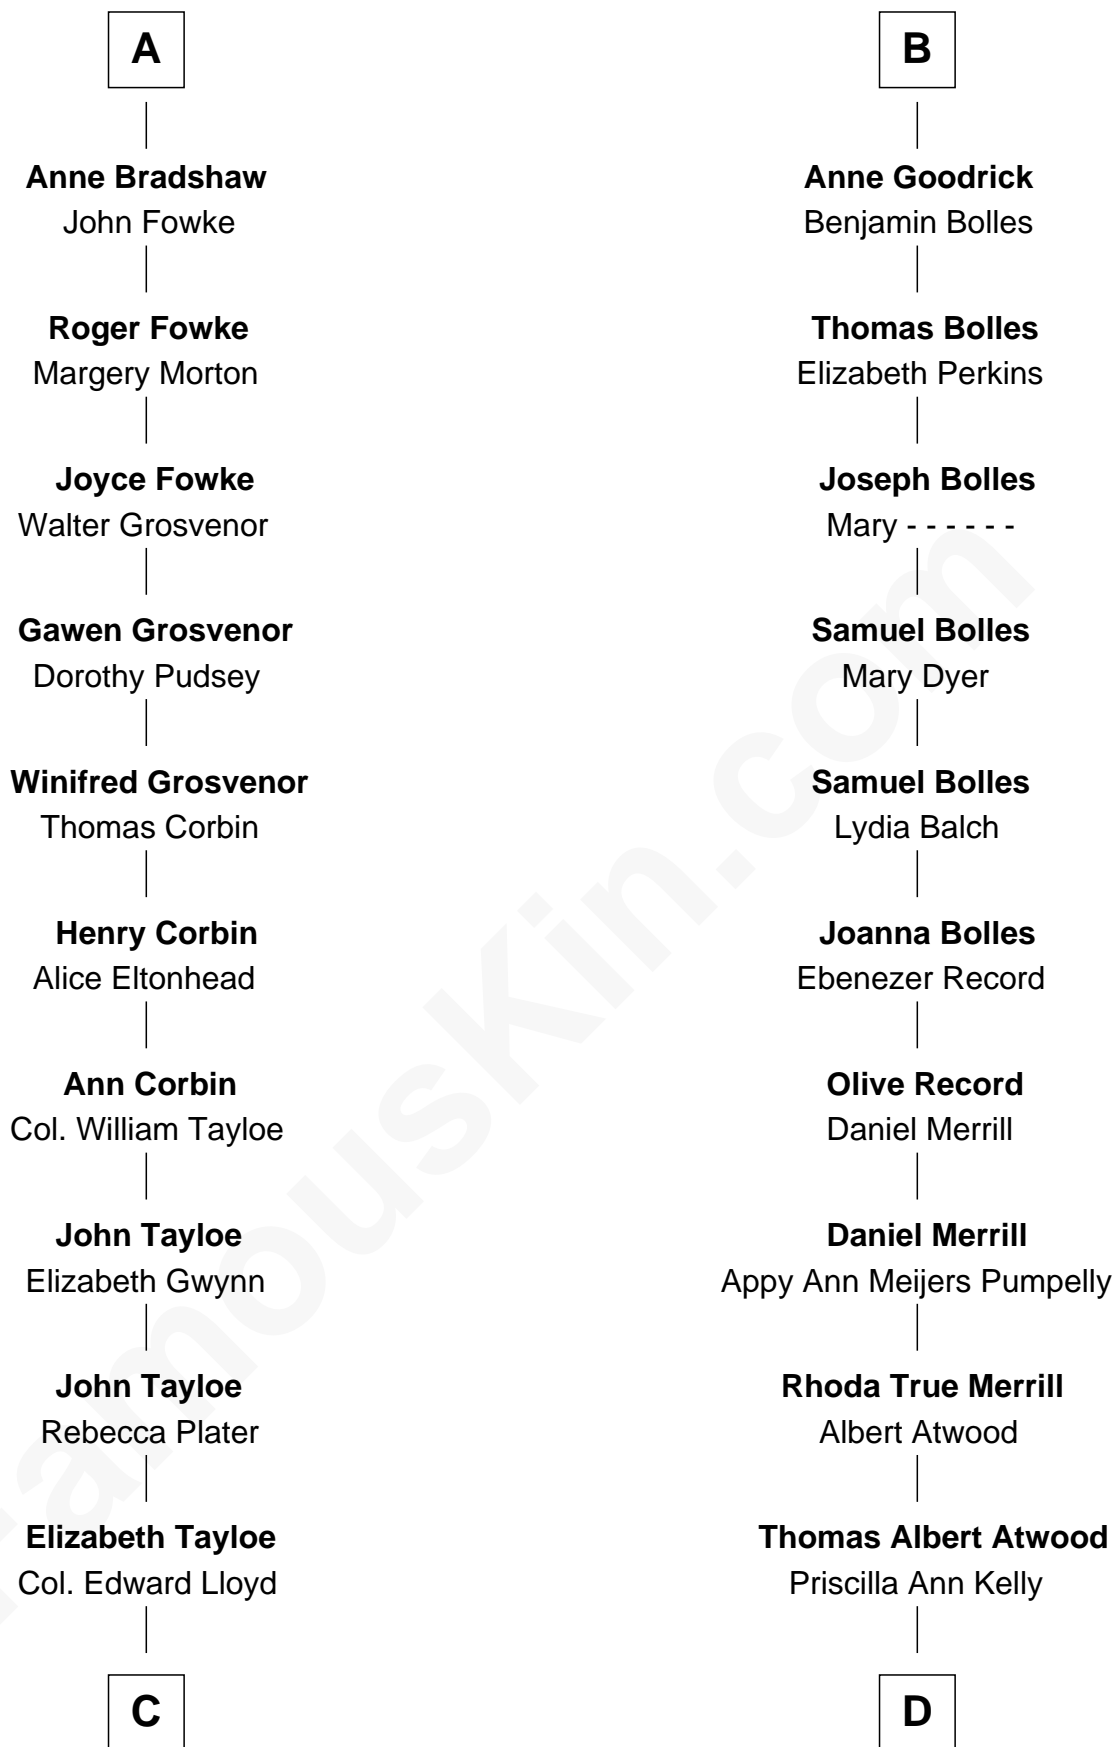 A
Anne Bradshaw
John Fowke
Roger Fowke
Margery Morton
Joyce Fowke
Walter Grosvenor
Gawen Grosvenor
Dorothy Pudsey
Winifred Grosvenor
Thomas Corbin
Henry Corbin
Alice Eltonhead
Ann Corbin
Col. William Tayloe
John Tayloe
Elizabeth Gwynn
John Tayloe
Rebecca Plater
Elizabeth Tayloe
Col. Edward Lloyd
C
B
Anne Goodrick
Benjamin Bolles
Thomas Bolles
Elizabeth Perkins
Joseph Bolles
Mary - - - - - -
Samuel Bolles
Mary Dyer
Samuel Bolles
Lydia Balch
Joanna Bolles
Ebenezer Record
Olive Record
Daniel Merrill
Daniel Merrill
Appy Ann Meijers Pumpelly
Rhoda True Merrill
Albert Atwood
Thomas Albert Atwood
Priscilla Ann Kelly
D
FamousKin.com